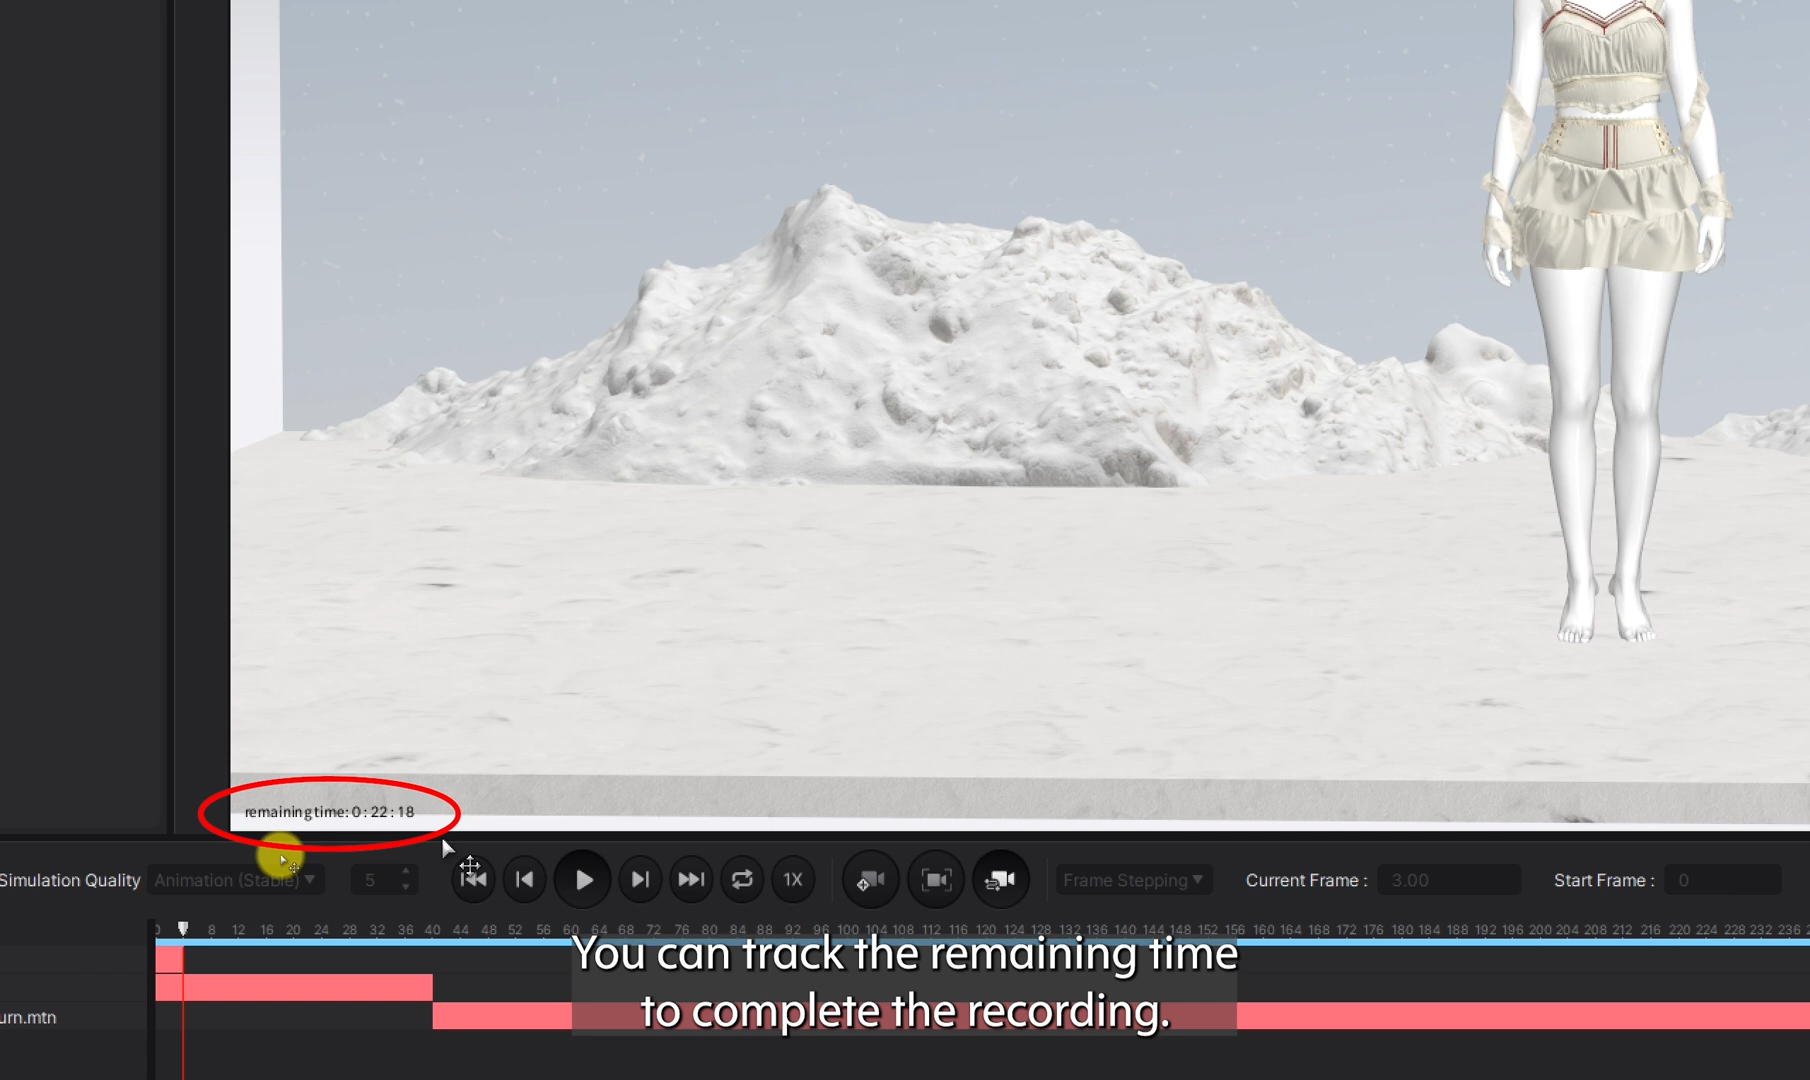 remaining time: 0 : 22 : 18
Simulation Quality Animation (Stable) 5 1X Frame Stepping Current Frame : 3.00 Start Frame : 0
0 8 12 16 20 24 28 32 36 40 44 48 52 56 60 64 68 72 76 80 84 88 92 96 100 104 108 112 116 120 124 128 132 136 140 144 148 152 156 160 164 168 172 176 180 184 188 192 196 200 204 208 212 216 220 224 228 232 236
You can track the remaining time
to complete the recording.
urn.mtn